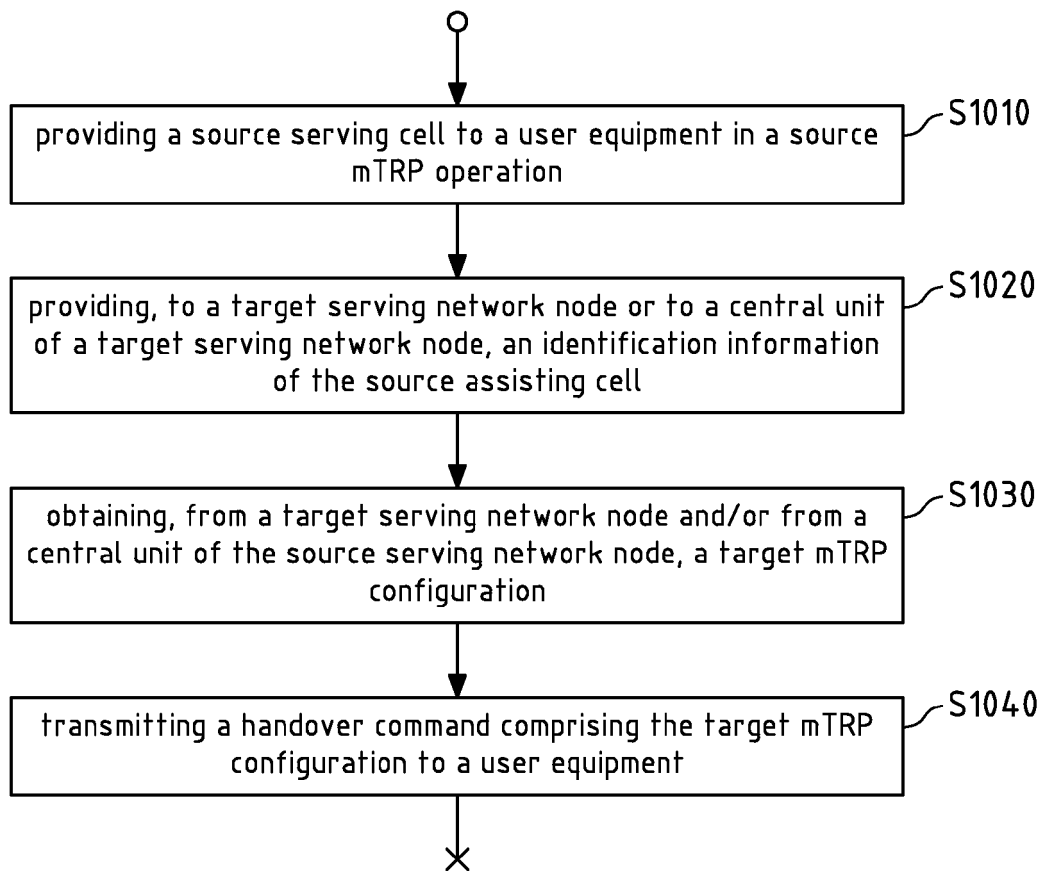 S1010
providing a source serving cell to a user equipment in a source
mTRP operation
S1020
providing, to a target serving network node or to a central unit
of a target serving network node, an identification information
of the source assisting cell
S1030
obtaining, from a target serving network node and/or from a
central unit of the source serving network node, a target mTRP
configuration
S1040
transmitting a handover command comprising the target mTRP
configuration to a user equipment